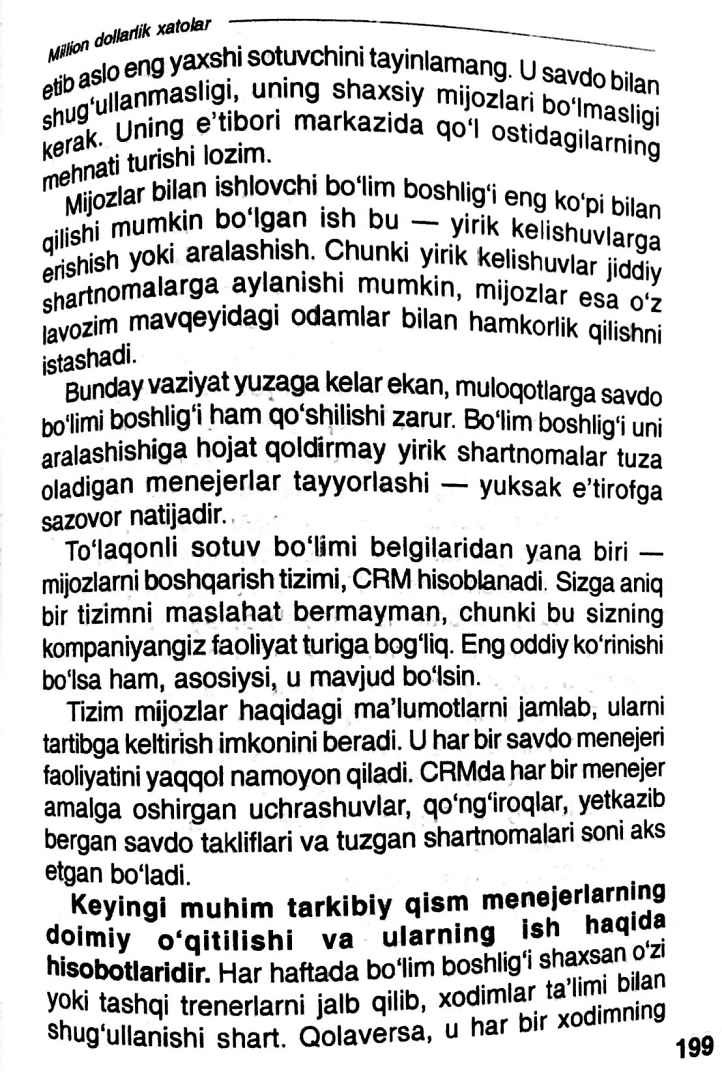 Million dollarlik xatolar
etib aslo eng yaxshi sotuvchini tayinlamang. U savdo bilan
shug‘ullanmasligi, uning shaxsiy mijozlari bo‘lmasligi
kerak. Uning e’tibori markazida qo‘l ostidagilarning
mehnati turishi lozim.
Mijozlar bilan ishlovchi bo‘lim boshlig‘i eng ko‘pi bilan
qilishi mumkin bo‘lgan ish bu — yirik kelishuvlarga
erishish yoki aralashish. Chunki yirik kelishuvlar jiddiy
shartnomalarga aylanishi mumkin, mijozlar esa o‘z
lavozim mavqeyidagi odamlar bilan hamkorlik qilishni
istashadi.
Bunday vaziyat yuzaga kelar ekan, muloqotlarga savdo
bo‘limi boshlig‘i ham qo‘shilishi zarur. Bo‘lim boshlig‘i uni
aralashishiga hojat qoldirmay yirik shartnomalar tuza
oladigan menejerlar tayyorlashi — yuksak e’tirofga
sazovor natijadir.
To‘laqonli sotuv bo‘limi belgilaridan yana biri —
mijozlarni boshqarish tizimi, CRM hisoblanadi. Sizga aniq
bir tizimni maslahat bermayman, chunki bu sizning
kompaniyangiz faoliyat turiga bog‘liq. Eng oddiy ko‘rinishi
bo‘lsa ham, asosiysi, u mavjud bo‘lsin.
Tizim mijozlar haqidagi ma’lumotlarni jamlab, ularni
tartibga keltirish imkonini beradi. U har bir savdo menejeri
faoliyatini yaqqol namoyon qiladi. CRMda har bir menejer
amalga oshirgan uchrashuvlar, qo‘ng‘iroqlar, yetkazib
bergan savdo takliflari va tuzgan shartnomalari soni aks
etgan bo‘ladi.
Keyingi muhim tarkibiy qism menejerlarning
doimiy o‘qitilishi va ularning ish haqida
hisobotlaridir. Har haftada bo‘lim boshlig‘i shaxsan o‘zi
yoki tashqi trenerlarni jalb qilib, xodimlar ta’limi bilan
shug‘ullanishi shart. Qolaversa, u har bir xodimning
199